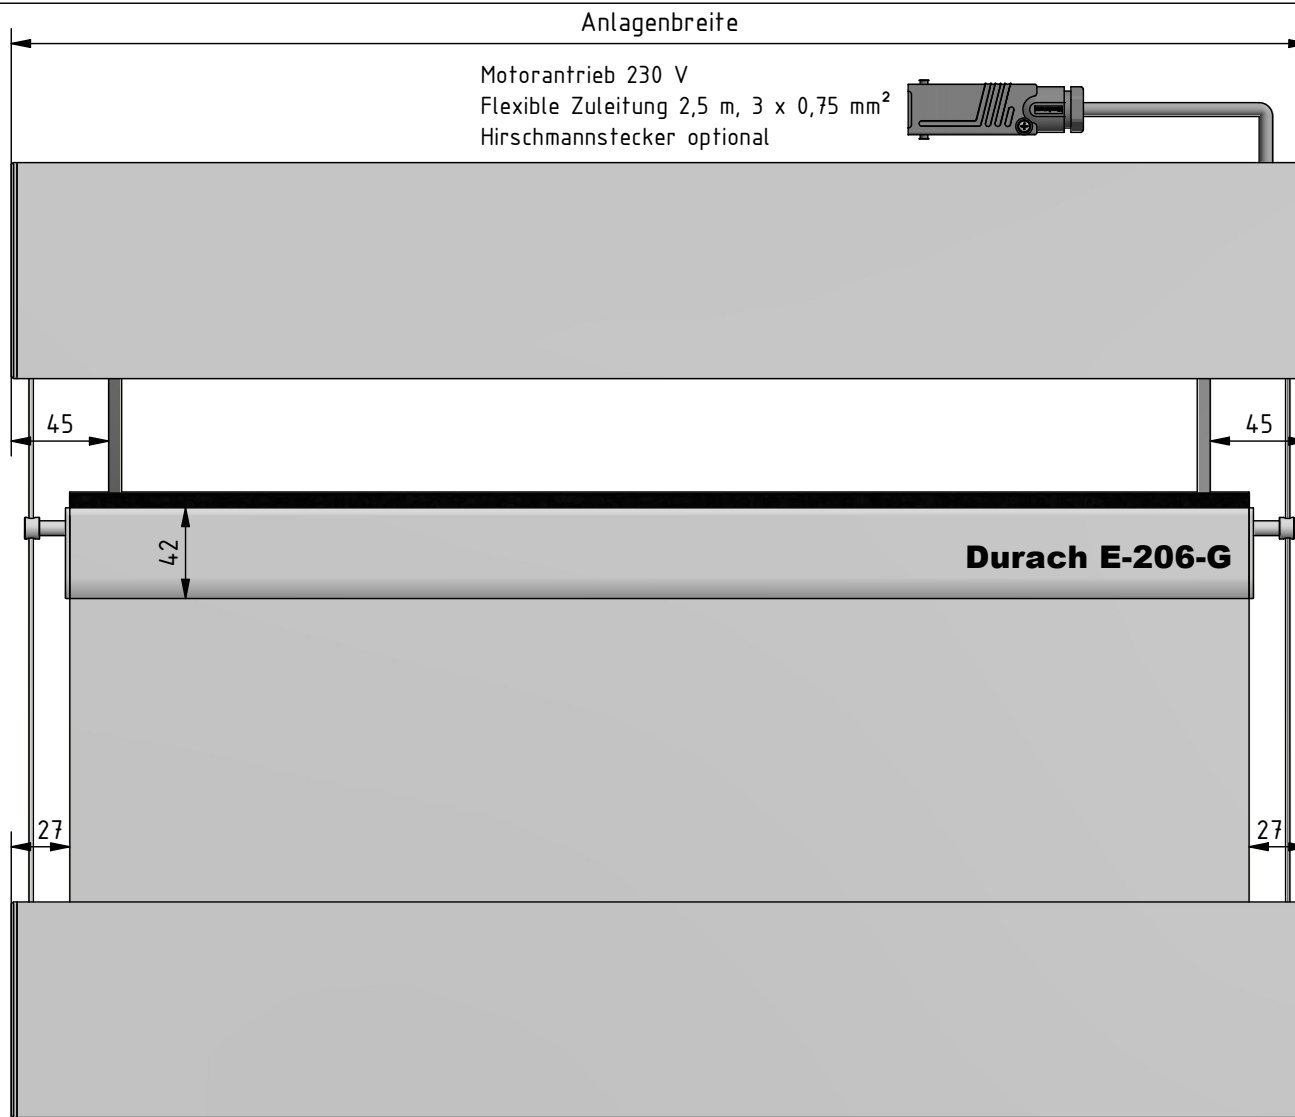 Anlagenbreite
Motorantrieb 230 V
Flexible Zuleitung 2,5 m, 3 x 0,75 mm²
Hirschmannstecker optional
45
45
42
Durach E-206-G
27
27